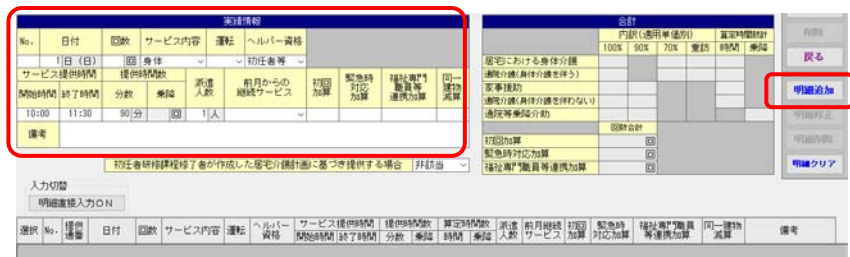 実績情報
No. 日付 回数 サービス内容 運転 ヘルパー資格
1 日 (日) 回 身体 初任者等
サービス提供時間 提供時間数 派遣人数 前月からの継続サービス 初回加算 緊急時対応加算 福祉専門職員等連携加算 同一建物減算
開始時間 終了時間 分数 乗降
10:00 11:30 90 分 回 1 人
備考
合計
内訳(適用単価別) 算定時間数計
100% 90% 70% 重訪 時間 乗降
居宅における身体介護
通院介護(身体介護を伴う)
家事援助
通院介護(身体介護を伴わない)
通院等乗降介助
回数合計
初回加算 回
緊急時対応加算 回
福祉専門職員等連携加算 回
削除
戻る
明細追加
明細修正
明細削除
明細クリア
初任者研修課程修了者が作成した居宅介護計画に基づき提供する場合 非該当
入力切替
明細直接入力ON
選択 No. 提供通番 日付 回数 サービス内容 運転 ヘルパー資格 サービス提供時間 提供時間数 算定時間数 派遣人数 前月継続サービス 初回加算 緊急時対応加算 福祉専門職員等連携加算 同一建物減算 備考
開始時間 終了時間 分数 乗降 時間 乗降